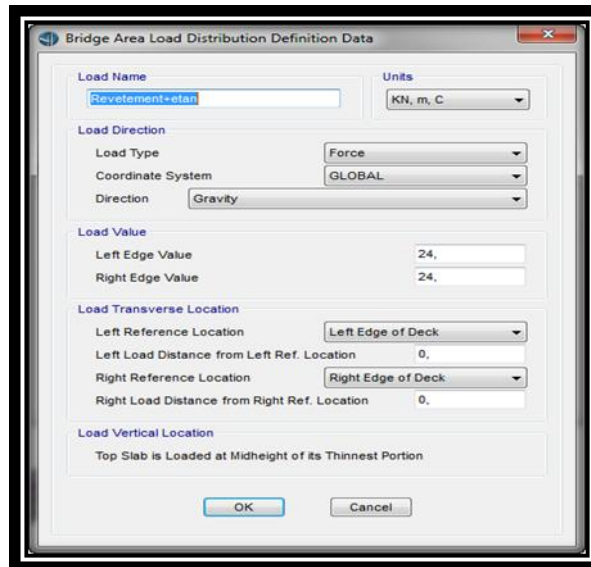 Bridge Area Load Distribution Definition Data
Load Name
Units
Revetement+etan
KN, m, C
Load Direction
Load Type Force
Coordinate System GLOBAL
Direction Gravity
Load Value
Left Edge Value 24,
Right Edge Value 24,
Load Transverse Location
Left Reference Location Left Edge of Deck
Left Load Distance from Left Ref. Location 0,
Right Reference Location Right Edge of Deck
Right Load Distance from Right Ref. Location 0,
Load Vertical Location
Top Slab is Loaded at Midheight of its Thinnest Portion
OK Cancel